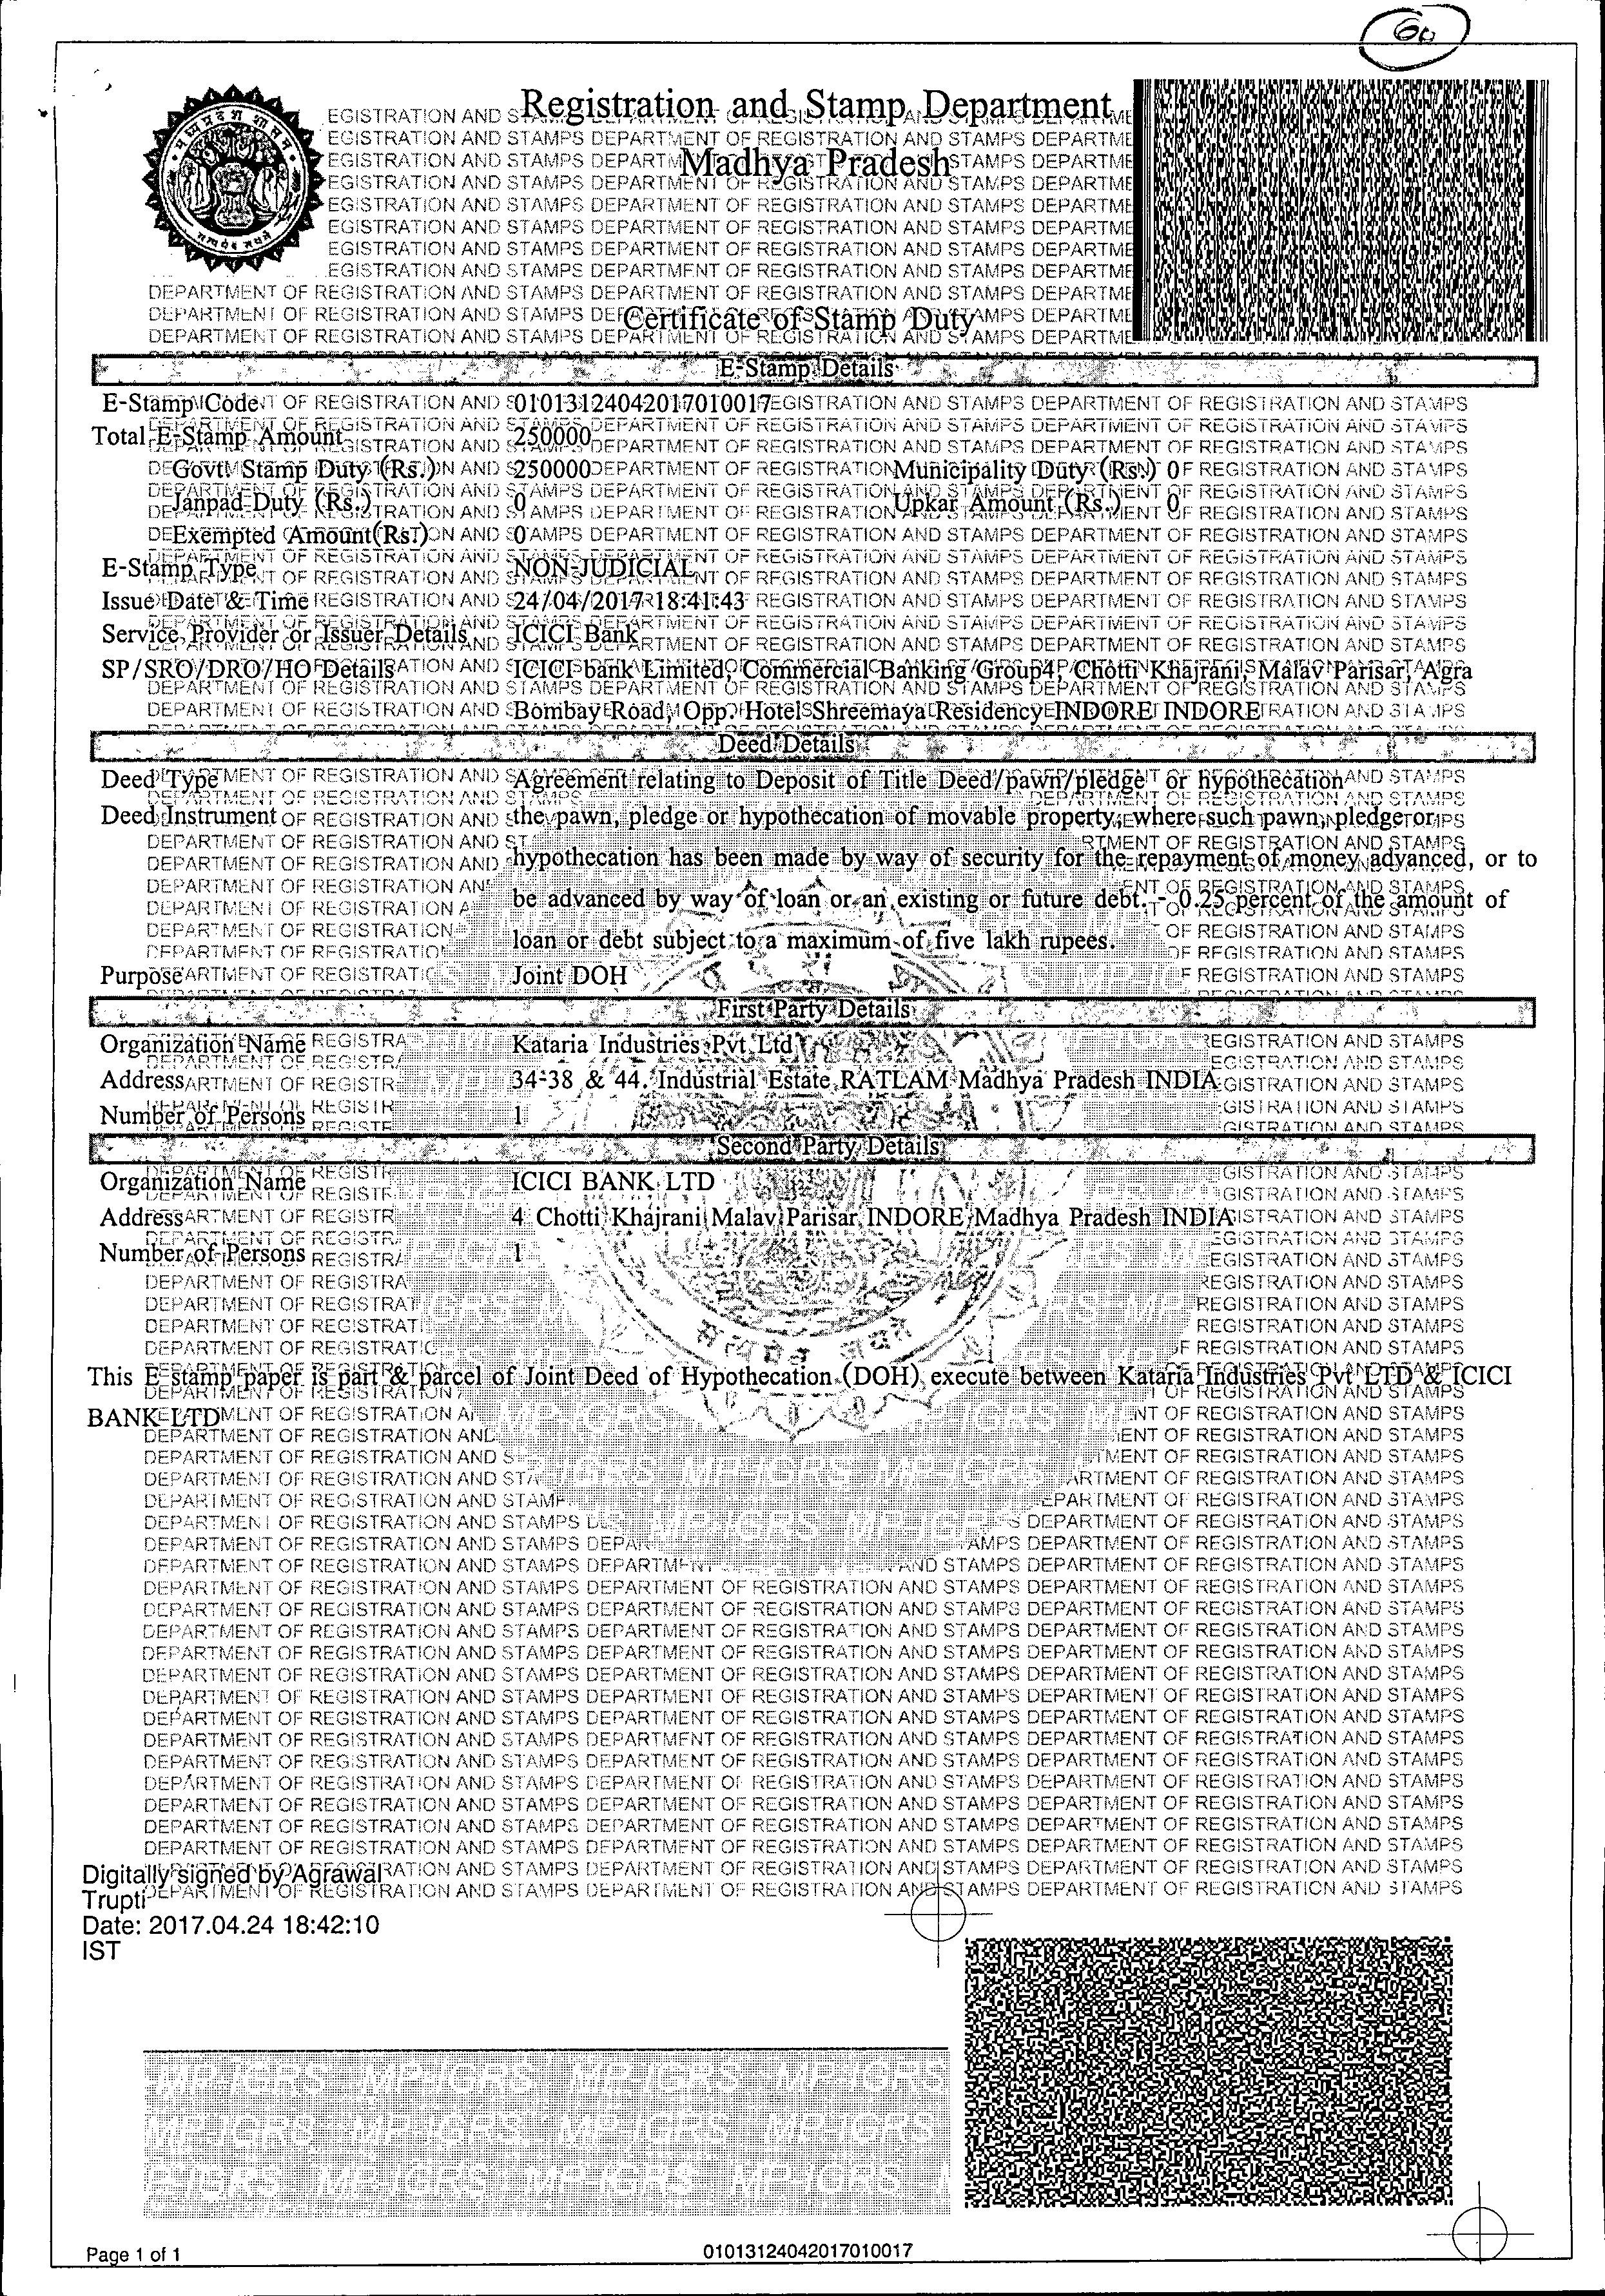 Registration and Stamp Department
Madhya Pradesh
Certificate of Stamp Duty
E-Stamp Details
E-Stamp Code 01013124042017010017
Total E-Stamp Amount 250000
Govt Stamp Duty (Rs.) 250000 Municipality Duty (Rs.) 0
Janpad Duty (Rs.) 0 Upkar Amount (Rs.) 0
Exempted Amount(Rs.) 0
E-Stamp Type NON-JUDICIAL
Issue Date & Time 24/04/2017 18:41:43
Service Provider or Issuer Details ICICI Bank
SP/SRO/DRO/HO Details ICICI bank Limited, Commercial Banking Group4, Chotti Khajrani, Malav Parisar, Agra
Bombay Road, Opp. Hotel Shreemaya Residency INDORE INDORE
Deed Details
Deed Type Agreement relating to Deposit of Title Deed/pawn/pledge or hypothecation
Deed Instrument the pawn, pledge or hypothecation of movable property, where such pawn, pledge or
hypothecation has been made by way of security for the repayment of money advanced, or to
be advanced by way of loan or an existing or future debt. - 0.25 percent of the amount of
loan or debt subject to a maximum of five lakh rupees.
Purpose Joint DOH
First Party Details
Organization Name Kataria Industries Pvt. Ltd
Address 34-38 & 44, Industrial Estate RATLAM Madhya Pradesh INDIA
Number of Persons 1
Second Party Details
Organization Name ICICI BANK LTD
Address 4 Chotti Khajrani Malav Parisar INDORE Madhya Pradesh INDIA
Number of Persons 1
This E-stamp paper is part & parcel of Joint Deed of Hypothecation (DOH) execute between Kataria Industries Pvt LTD & ICICI
BANK LTD
Digitally signed by Agrawal
Trupti
Date: 2017.04.24 18:42:10
IST
MP-IGRS MP-IGRS MP-IGRS MP-IGRS
MP-IGRS MP-IGRS MP-IGRS MP-IGRS
P-IGRS MP-IGRS MP-IGRS MP-IGRS
Page 1 of 1 01013124042017010017